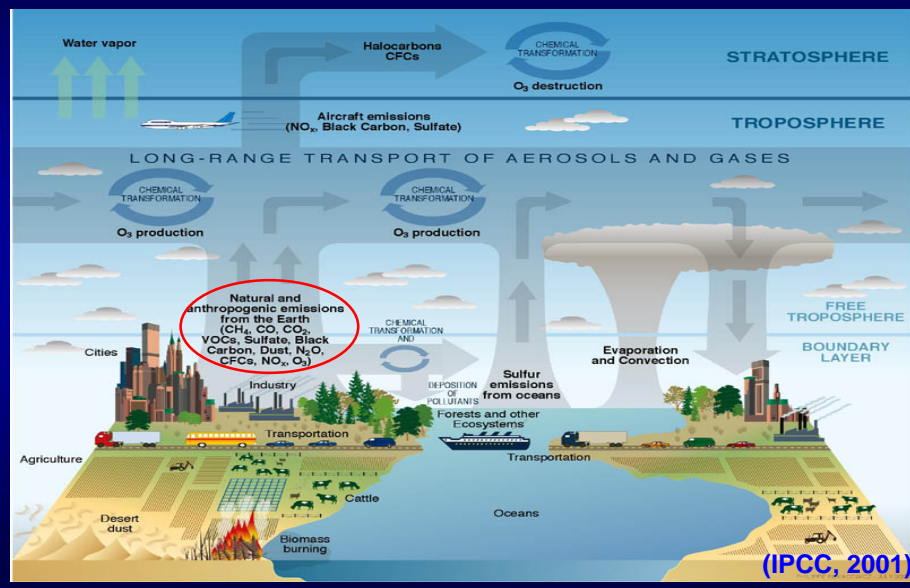 Water vapor
Halocarbons
CFCs
CHEMICAL
TRANSFORMATION
O₃ destruction
STRATOSPHERE
Aircraft emissions
(NOₓ, Black Carbon, Sulfate)
TROPOSPHERE
LONG-RANGE TRANSPORT OF AEROSOLS AND GASES
CHEMICAL
TRANSFORMATION
O₃ production
CHEMICAL
TRANSFORMATION
O₃ production
Natural and
anthropogenic emissions
from the Earth
(CH₄, CO, CO₂,
VOCs, Sulfate, Black
Carbon, Dust, N₂O,
CFCs, NOₓ, O₃)
CHEMICAL
TRANSFORMATION
AND
DEPOSITION
OF
POLLUTANTS
FREE
TROPOSPHERE
BOUNDARY
LAYER
Cities
Industry
Sulfur
emissions
from oceans
Evaporation
and Convection
Forests and other
Ecosystems
Transportation
Transportation
Agriculture
Cattle
Desert
dust
Biomass
burning
Oceans
(IPCC, 2001)